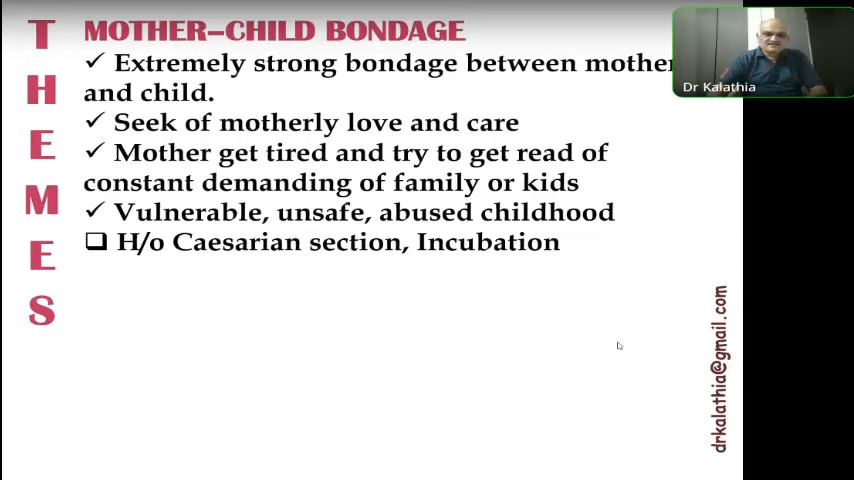 THEMES
MOTHER–CHILD BONDAGE
✓ Extremely strong bondage between mother
and child.
✓ Seek of motherly love and care
✓ Mother get tired and try to get read of
constant demanding of family or kids
✓ Vulnerable, unsafe, abused childhood
❑ H/o Caesarian section, Incubation
Dr Kalathia
drkalathia@gmail.com